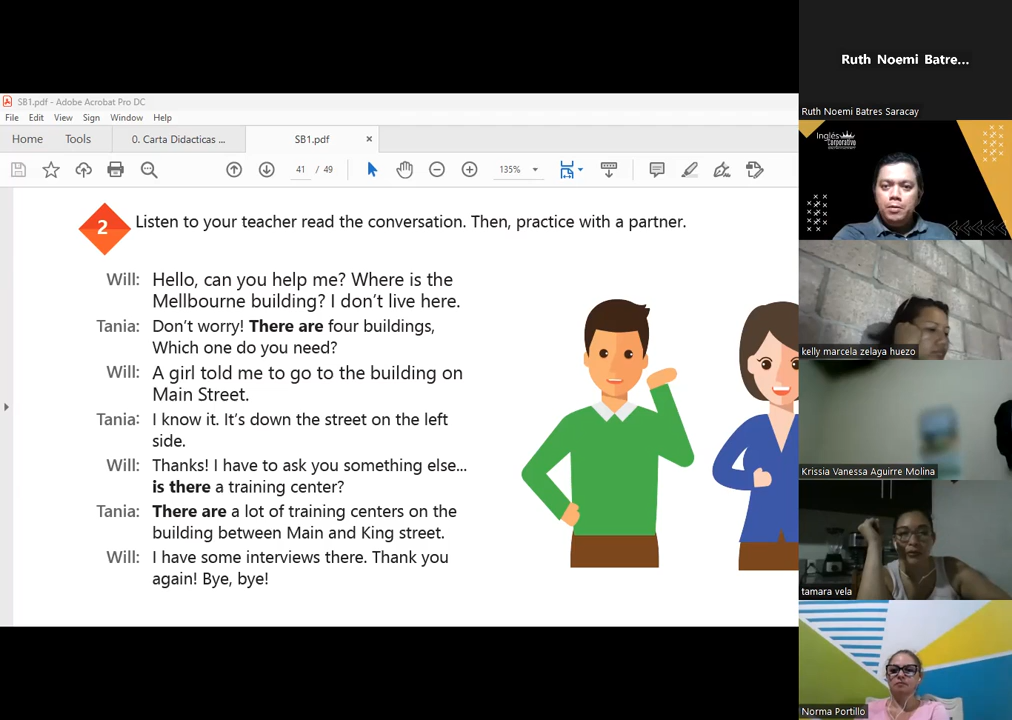 Ruth Noemi Batre...
Ruth Noemi Batres Saracay
SB1.pdf - Adobe Acrobat Pro DC
File Edit View Sign Window Help
Home Tools 0. Carta Didacticas ... SB1.pdf ×
41 / 49 135%
Inglés
Corporativo
2 Listen to your teacher read the conversation. Then, practice with a partner.
Will: Hello, can you help me? Where is the
Mellbourne building? I don't live here.
Tania: Don't worry! There are four buildings,
Which one do you need?
Will: A girl told me to go to the building on
Main Street.
Tania: I know it. It's down the street on the left
side.
Will: Thanks! I have to ask you something else...
is there a training center?
Tania: There are a lot of training centers on the
building between Main and King street.
Will: I have some interviews there. Thank you
again! Bye, bye!
kelly marcela zelaya huezo
Krissia Vanessa Aguirre Molina
tamara vela
Norma Portillo